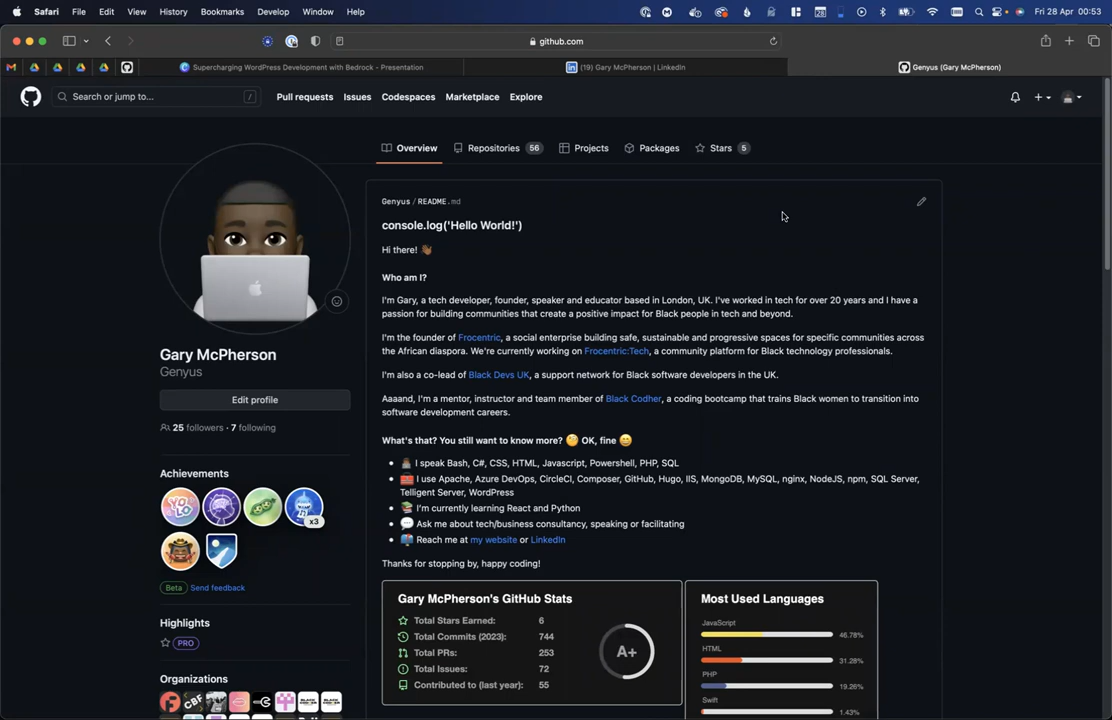 Safari File Edit View History Bookmarks Develop Window Help Fri 28 Apr 00:53
github.com
Supercharging WordPress Development with Bedrock - Presentation (19) Gary McPherson | LinkedIn Genyus (Gary McPherson)
Search or jump to... / Pull requests Issues Codespaces Marketplace Explore
Overview Repositories 56 Projects Packages Stars 5
Genyus / README.md
console.log('Hello World!')
Hi there!
Who am I?
I'm Gary, a tech developer, founder, speaker and educator based in London, UK. I've worked in tech for over 20 years and I have a
passion for building communities that create a positive impact for Black people in tech and beyond.
I'm the founder of Frocentric, a social enterprise building safe, sustainable and progressive spaces for specific communities across
the African diaspora. We're currently working on Frocentric:Tech, a community platform for Black technology professionals.
I'm also a co-lead of Black Devs UK, a support network for Black software developers in the UK.
Aaaand, I'm a mentor, instructor and team member of Black Codher, a coding bootcamp that trains Black women to transition into
software development careers.
What's that? You still want to know more? OK, fine
I speak Bash, C#, CSS, HTML, Javascript, Powershell, PHP, SQL
I use Apache, Azure DevOps, CircleCI, Composer, GitHub, Hugo, IIS, MongoDB, MySQL, nginx, NodeJS, npm, SQL Server,
Telligent Server, WordPress
I'm currently learning React and Python
Ask me about tech/business consultancy, speaking or facilitating
Reach me at my website or LinkedIn
Thanks for stopping by, happy coding!
Gary McPherson
Genyus
Edit profile
25 followers · 7 following
Achievements
YOLO
x3
Beta Send feedback
Highlights
PRO
Organizations
Gary McPherson's GitHub Stats
Total Stars Earned: 6
Total Commits (2023): 744
Total PRs: 253
Total Issues: 72
Contributed to (last year): 55
A+
Most Used Languages
JavaScript
46.78%
HTML
31.28%
PHP
19.26%
Swift
1.43%